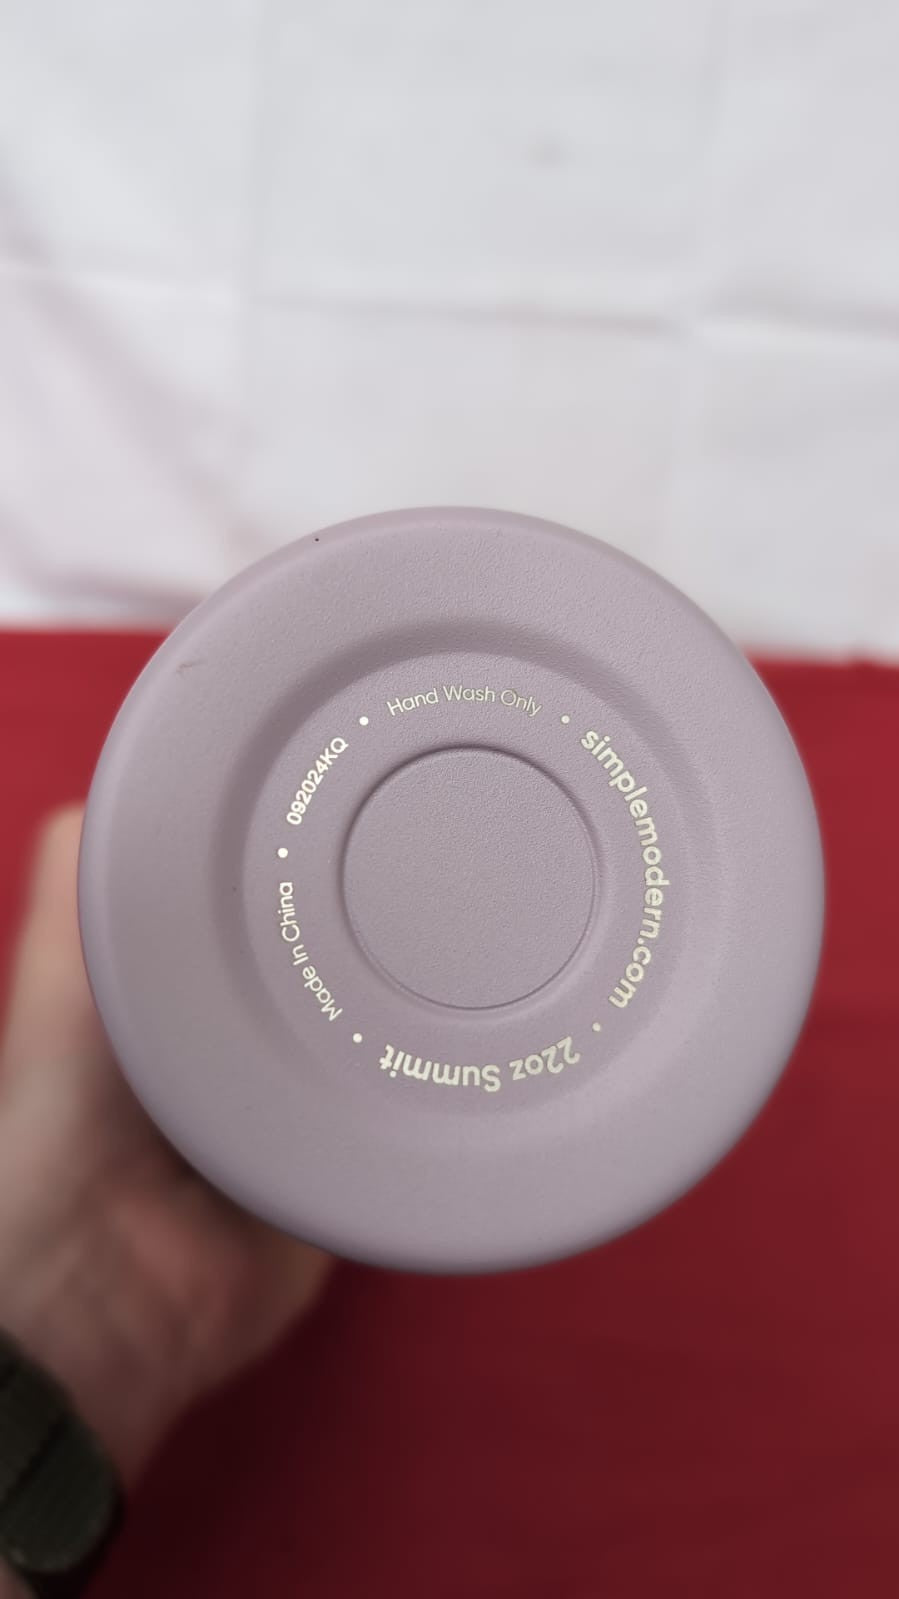 Hand Wash Only
simplemodern.com
22oz Summit
Made In China
092024KQ